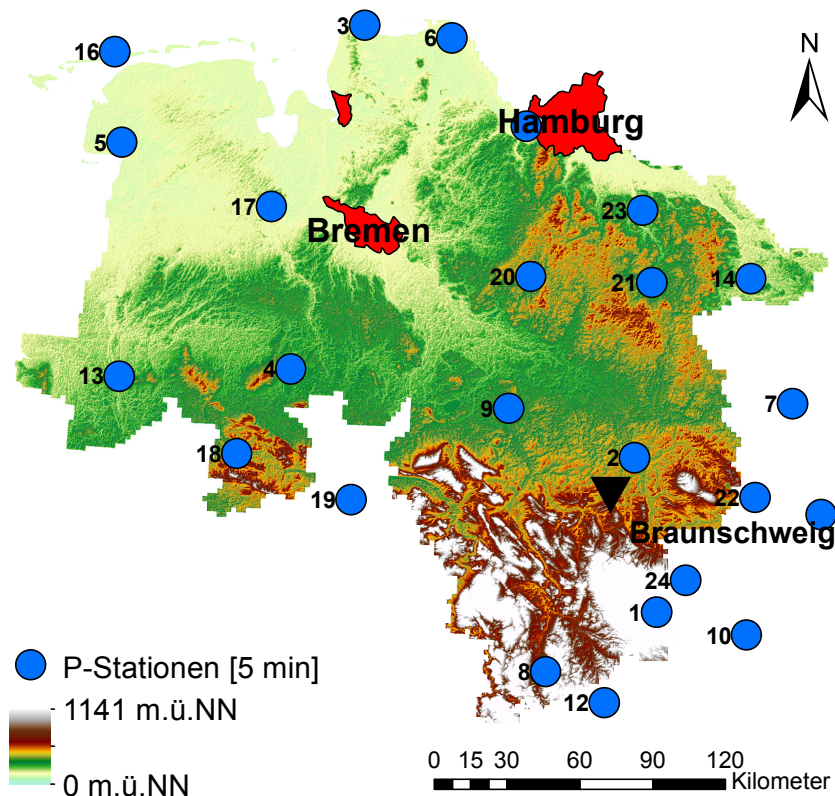 3
6
16
N
Hamburg
5
17
23
Bremen
20
21
14
13
4
9
7
2
18
19
22
Braunschweig
24
1
10
P-Stationen [5 min]
8
12
1141 m.ü.NN
0 15 30 60 90 120
Kilometer
0 m.ü.NN